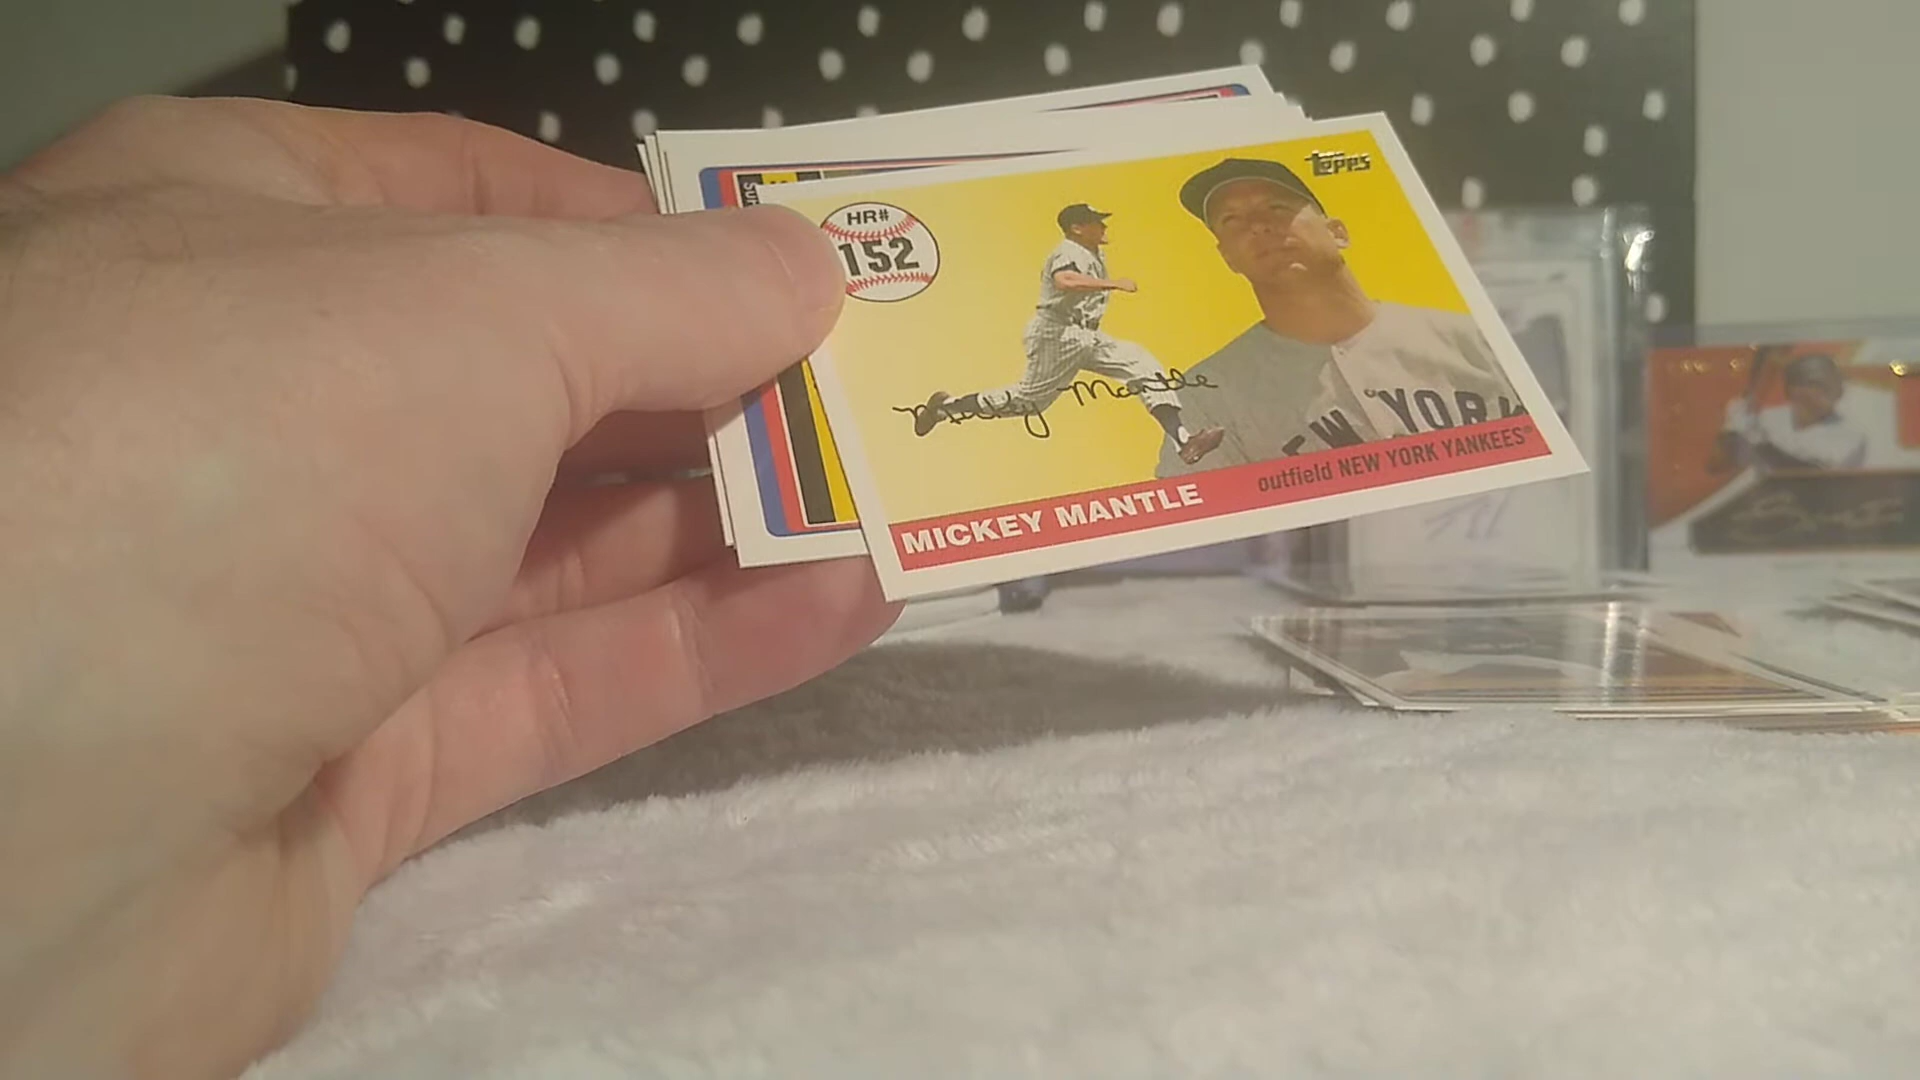 Topps
HR#
152
Mickey Mantle
NEW YORK
outfield NEW YORK YANKEES®
MICKEY MANTLE